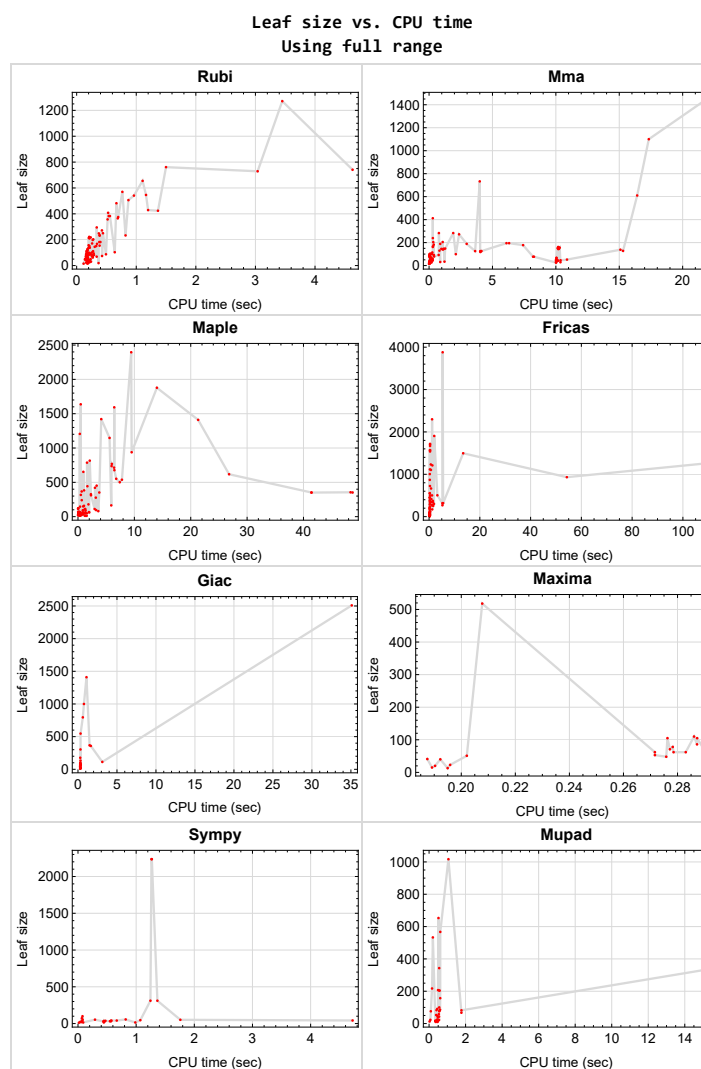 Leaf size vs. CPU time
Using full range
Rubi
Leaf size
1200
1000
800
600
400
200
0
0 1 2 3 4
CPU time (sec)
Mma
Leaf size
1400
1200
1000
800
600
400
200
0
0 5 10 15 20
CPU time (sec)
Maple
Leaf size
2500
2000
1500
1000
500
0
0 10 20 30 40
CPU time (sec)
Fricas
Leaf size
4000
3000
2000
1000
0
0 20 40 60 80 100
CPU time (sec)
Giac
Leaf size
2500
2000
1500
1000
500
0
0 5 10 15 20 25 30 35
CPU time (sec)
Maxima
Leaf size
500
400
300
200
100
0
0.20 0.22 0.24 0.26 0.28
CPU time (sec)
Sympy
Leaf size
2000
1500
1000
500
0
0 1 2 3 4
CPU time (sec)
Mupad
Leaf size
1000
800
600
400
200
0
0 2 4 6 8 10 12 14
CPU time (sec)